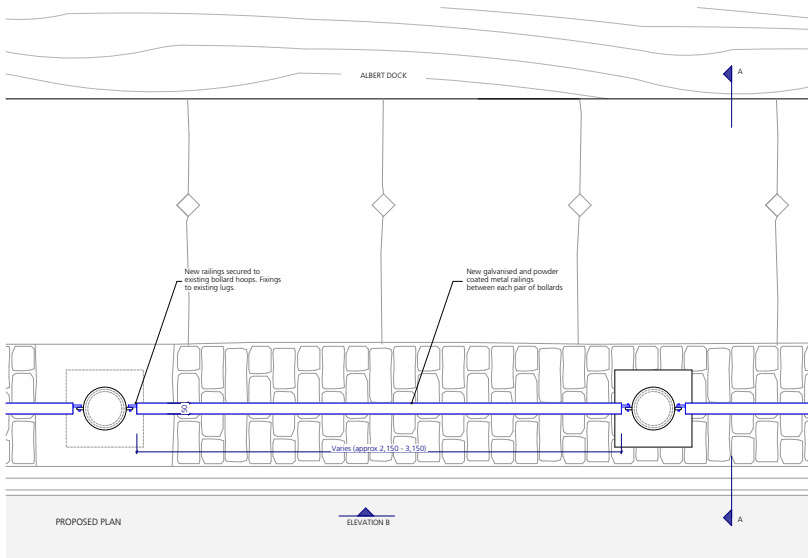 ALBERT DOCK
A
New railings secured to
existing bollard hoops. Fixings
to existing lugs.
New galvanised and powder
coated metal railings
between each pair of bollards
50
Varies (approx 2,150 - 3,150)
PROPOSED PLAN
ELEVATION B
A